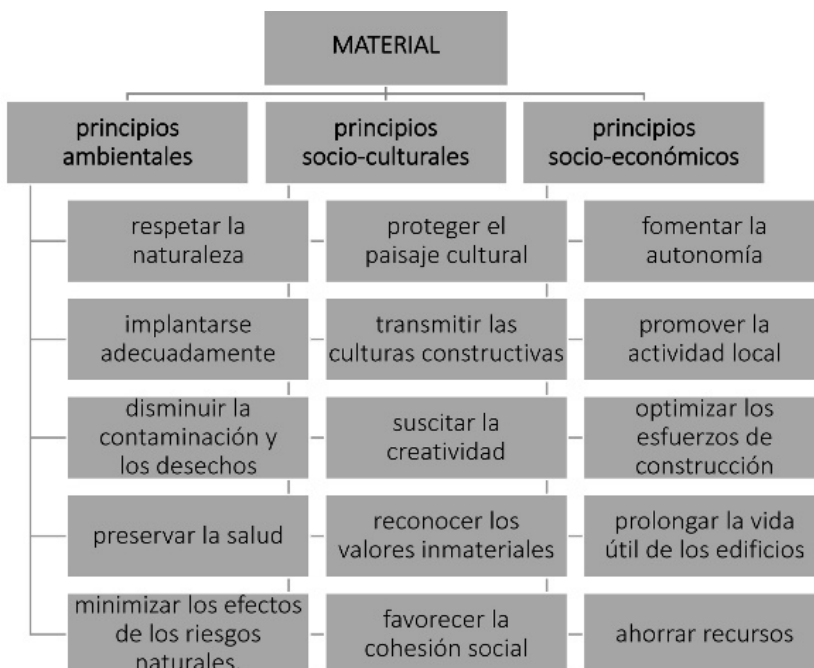 MATERIAL
principios
ambientales
principios
socio-culturales
principios
socio-económicos
respetar la
naturaleza
proteger el
paisaje cultural
fomentar la
autonomía
implantarse
adecuadamente
transmitir las
culturas constructivas
promover la
actividad local
disminuir la
contaminación y
los desechos
suscitar la
creatividad
optimizar los
esfuerzos de
construcción
preservar la salud
reconocer los
valores inmateriales
prolongar la vida
útil de los edificios
minimizar los efectos
de los riesgos
naturales.
favorecer la
cohesión social
ahorrar recursos